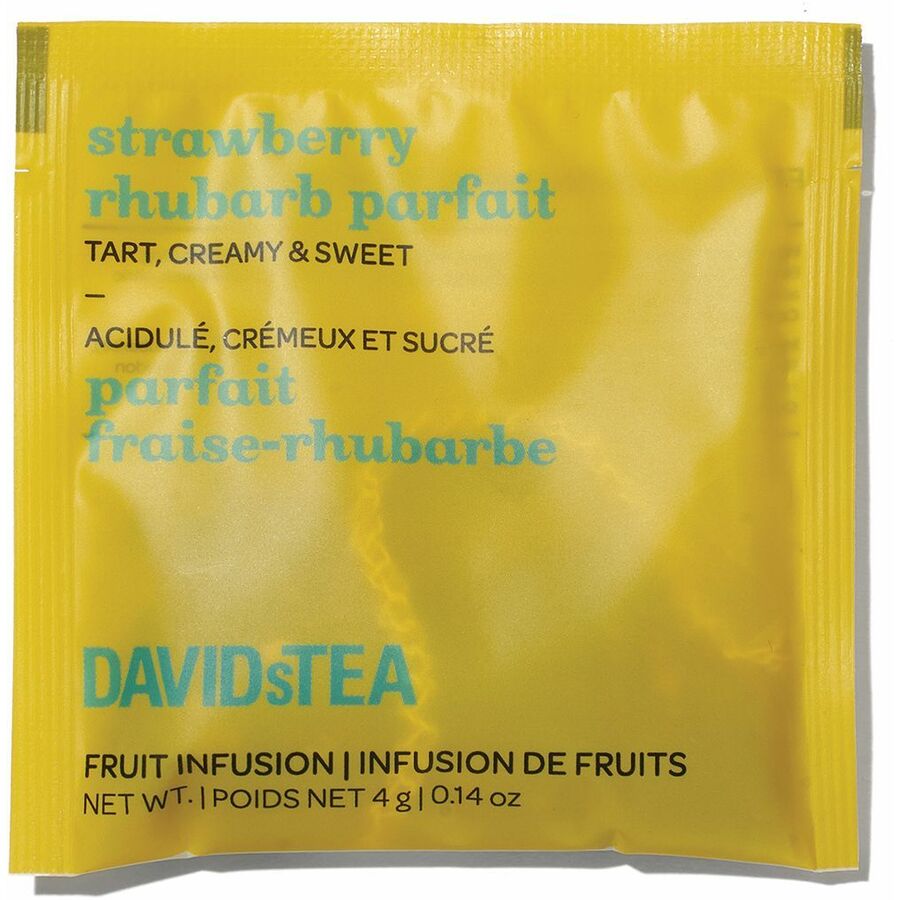 strawberry
rhubarb parfait
TART, CREAMY & SWEET
–
ACIDULÉ, CRÉMEUX ET SUCRÉ
parfait
fraise-rhubarbe
DAVIDsTEA
FRUIT INFUSION | INFUSION DE FRUITS
NET WT. | POIDS NET 4 g | 0.14 oz